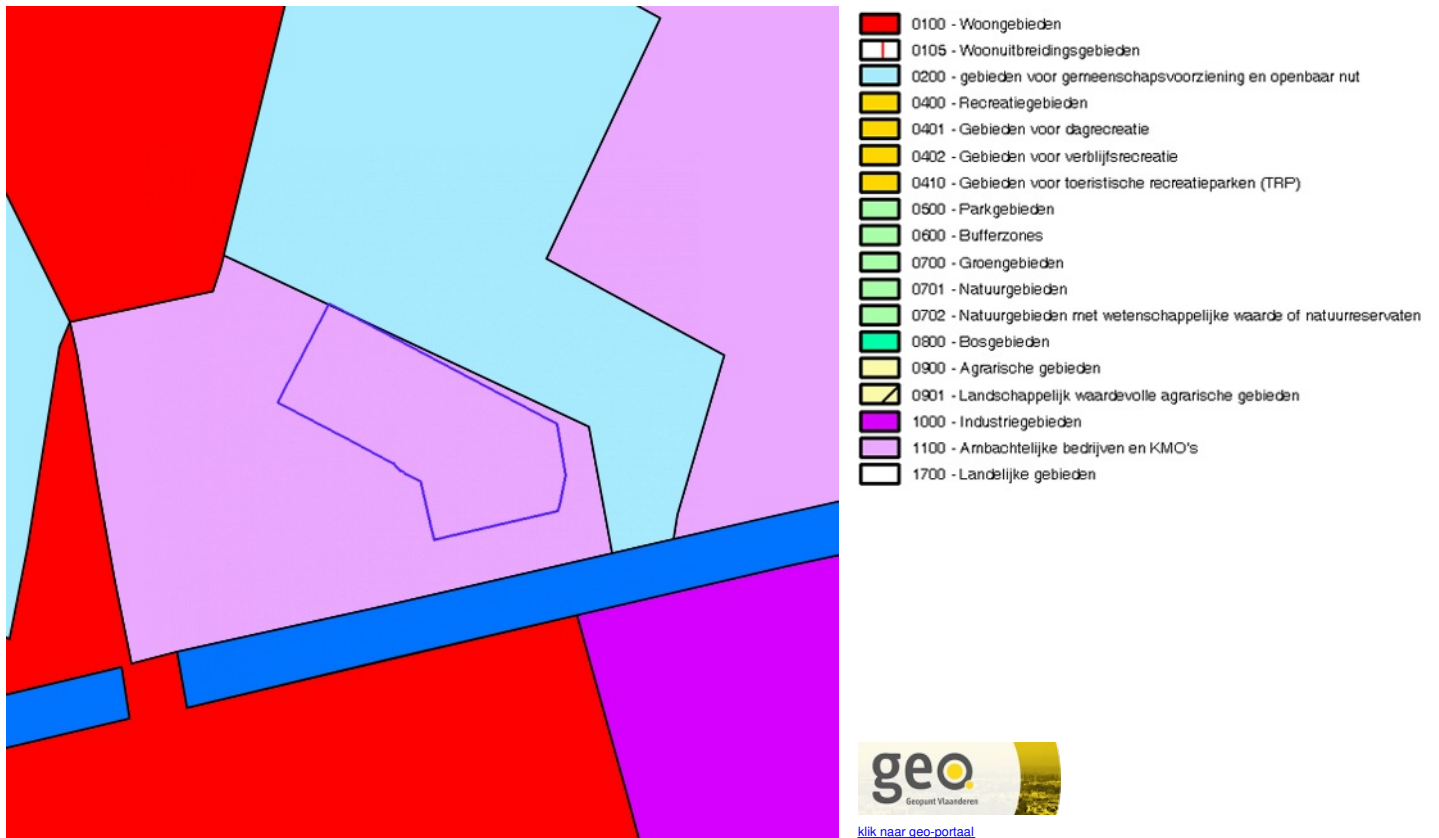 0100 - Woongebieden
0105 - Woonuitbreidingsgebieden
0200 - gebieden voor gemeenschapsvoorziening en openbaar nut
0400 - Recreatiegebieden
0401 - Gebieden voor dagrecreatie
0402 - Gebieden voor verblijfsrecreatie
0410 - Gebieden voor toeristische recreatieparken (TRP)
0500 - Parkgebieden
0600 - Bufferzones
0700 - Groengebieden
0701 - Natuurgebieden
0702 - Natuurgebieden met wetenschappelijke waarde of natuurreservaten
0800 - Bosgebieden
0900 - Agrarische gebieden
0901 - Landschappelijk waardevolle agrarische gebieden
1000 - Industriegebieden
1100 - Ambachtelijke bedrijven en KMO's
1700 - Landelijke gebieden
geo
Geopunt Vlaanderen
klik naar geo-portaal